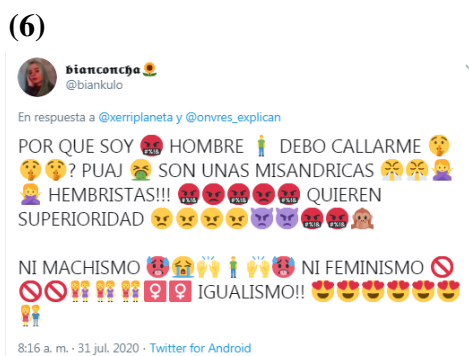 (6)
𝖇𝖎𝖆𝖓𝖈𝖔𝖓𝖈𝖍𝖆🌻
@biankulo
En respuesta a @xerriplaneta y @onvres_explican
POR QUE SOY 🤬 HOMBRE 🧍‍♂️ DEBO CALLARME 🤫
🤫🤫? PUAJ 🤮 SON UNAS MISANDRICAS 😤😤🙅‍♀️
🙅‍♀️ HEMBRISTAS!!! 🤬🤬🤬🤬🤬 QUIEREN
SUPERIORIDAD 😠😠😠😠👿👿🤬🤬🙊
NI MACHISMO 🥵😭🙌🧍‍♂️🙌🥵 NI FEMINISMO 🚫
🚫🚫👭👭👭♀️♀️ IGUALISMO!! 😍😍😍😍😍😍
👫
8:16 a. m. · 31 jul. 2020 · Twitter for Android